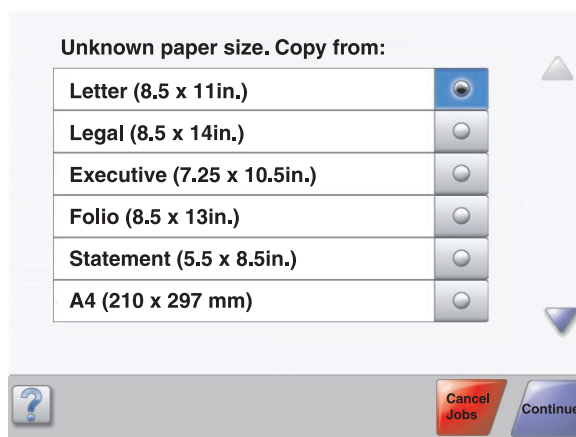 Unknown paper size. Copy from:
Letter (8.5 x 11in.)
Legal (8.5 x 14in.)
Executive (7.25 x 10.5in.)
Folio (8.5 x 13in.)
Statement (5.5 x 8.5in.)
A4 (210 x 297 mm)
?
Cancel
Jobs
Continue